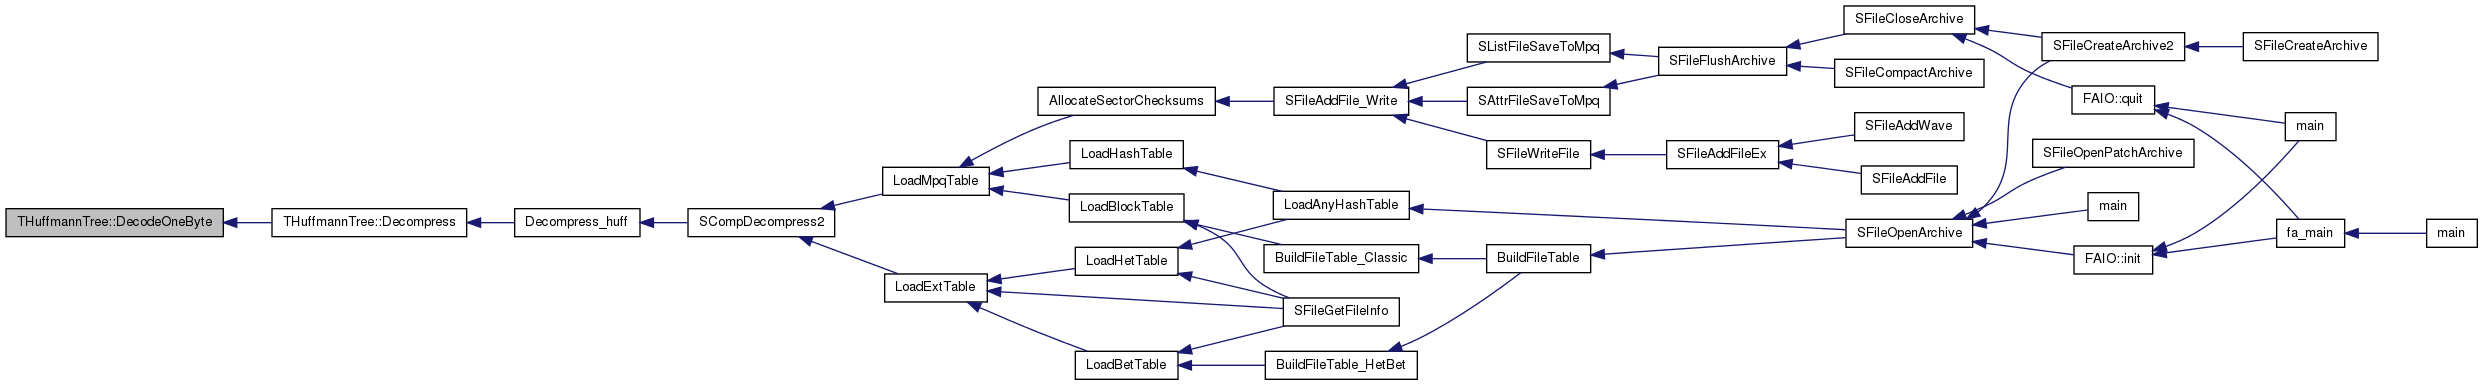 THuffmannTree::DecodeOneByte
THuffmannTree::Decompress
Decompress_huff
SCompDecompress2
LoadMpqTable
LoadExtTable
AllocateSectorChecksums
LoadHashTable
LoadBlockTable
LoadHetTable
LoadBetTable
SFileAddFile_Write
LoadAnyHashTable
BuildFileTable_Classic
SFileGetFileInfo
BuildFileTable_HetBet
SListFileSaveToMpq
SAttrFileSaveToMpq
SFileWriteFile
BuildFileTable
SFileFlushArchive
SFileAddFileEx
SFileCloseArchive
SFileCompactArchive
SFileAddWave
SFileAddFile
SFileOpenArchive
SFileCreateArchive2
FAIO::quit
SFileOpenPatchArchive
main
FAIO::init
SFileCreateArchive
main
fa_main
main